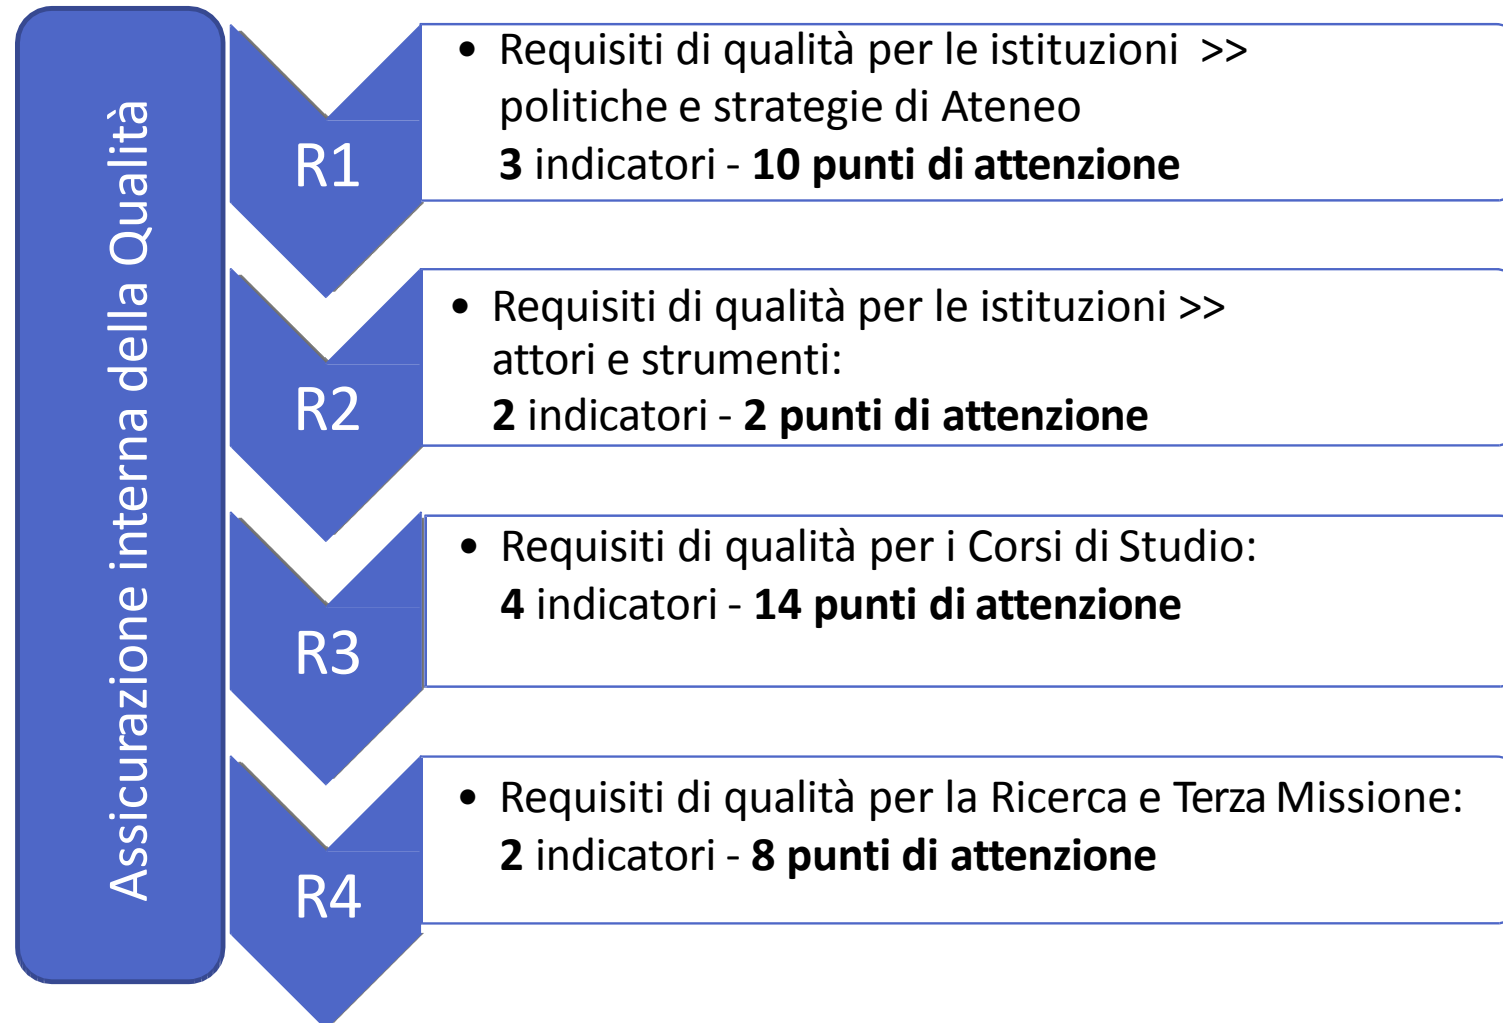 Assicurazione interna della Qualità
R1
• Requisiti di qualità per le istituzioni >>
politiche e strategie di Ateneo
3 indicatori - 10 punti di attenzione
R2
• Requisiti di qualità per le istituzioni >>
attori e strumenti:
2 indicatori - 2 punti di attenzione
R3
• Requisiti di qualità per i Corsi di Studio:
4 indicatori - 14 punti di attenzione
R4
• Requisiti di qualità per la Ricerca e Terza Missione:
2 indicatori - 8 punti di attenzione